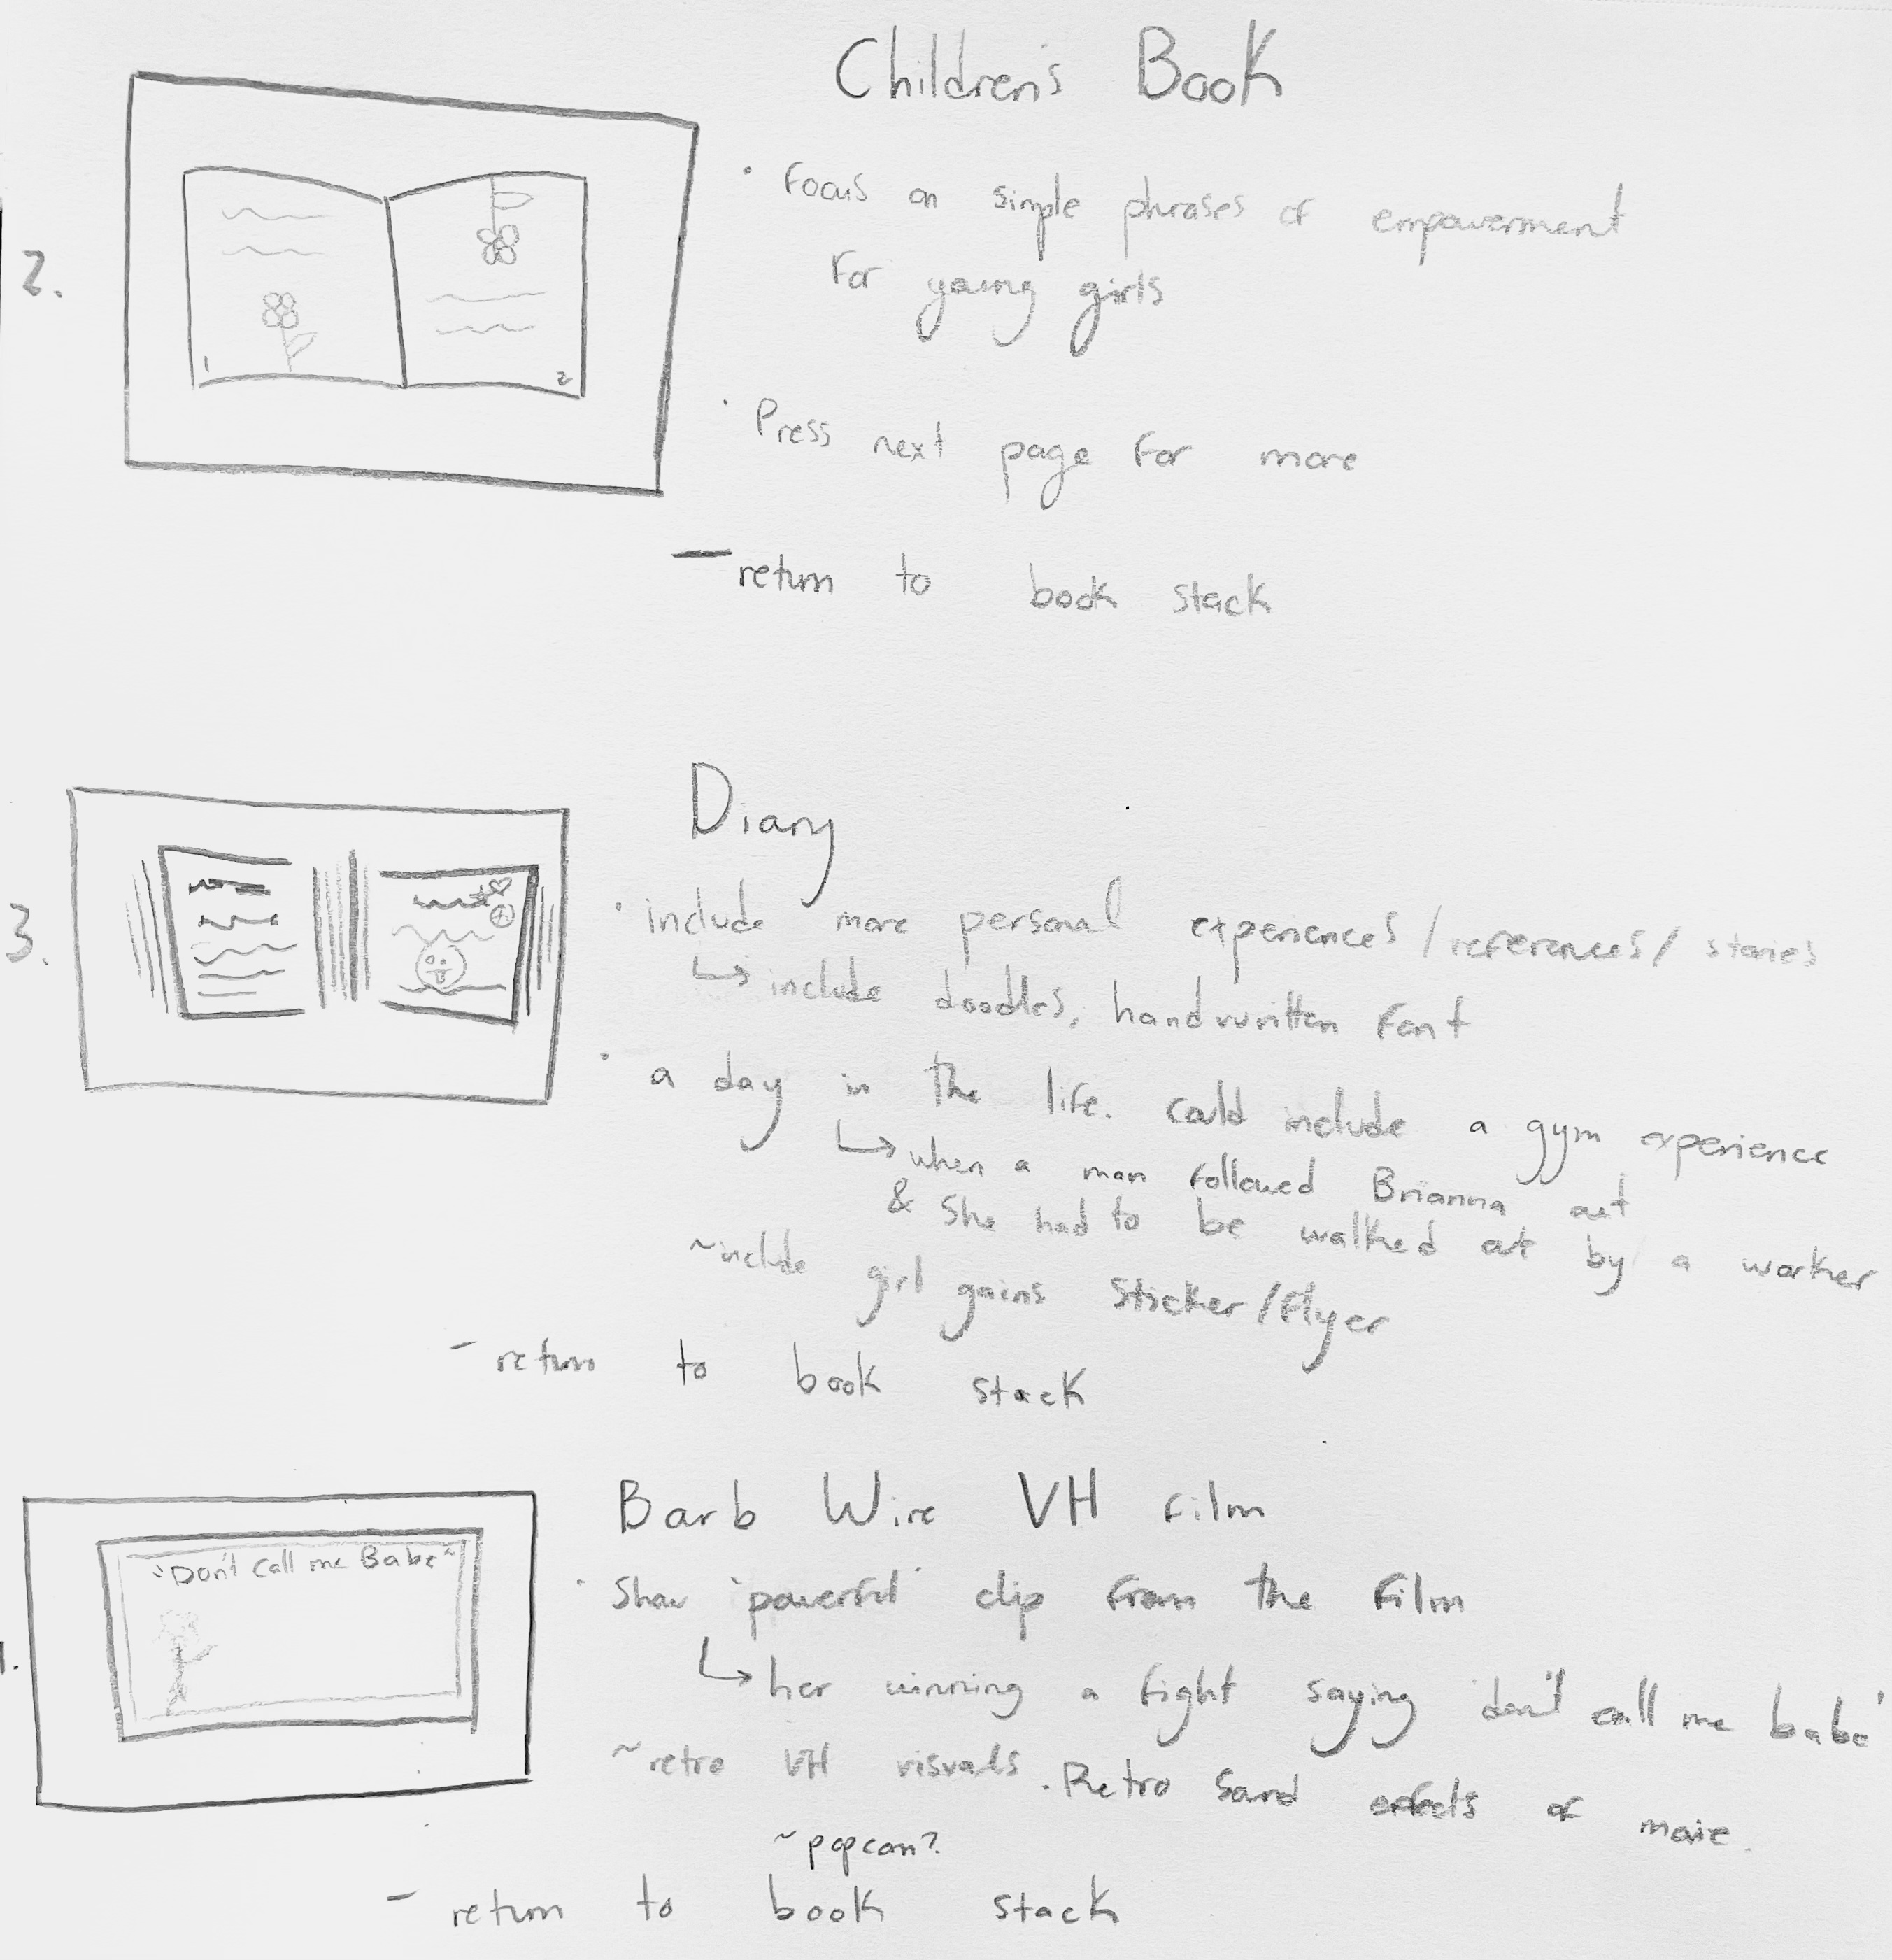 Children's Book
2.
• Focus on simple phrases of empowerment
for young girls
1
2
• Press next page for more
— return to book stack
Diary
3.
• include more personal experiences / references / stories
↳ include doodles, handwritten font
• a day in the life. could include a gym experience
↳ when a man followed Brianna out
& She had to be walked out by a worker
~ include girl gains sticker/flyer
- return to book stack
Barb Wire VH film
"Don't call me Babe"
• Show 'powerful' clip from the film
↳ her winning a fight saying 'don't call me babe'
~ retro VH visuals. Retro Sound effects of
~ popcorn?
- return to book stack